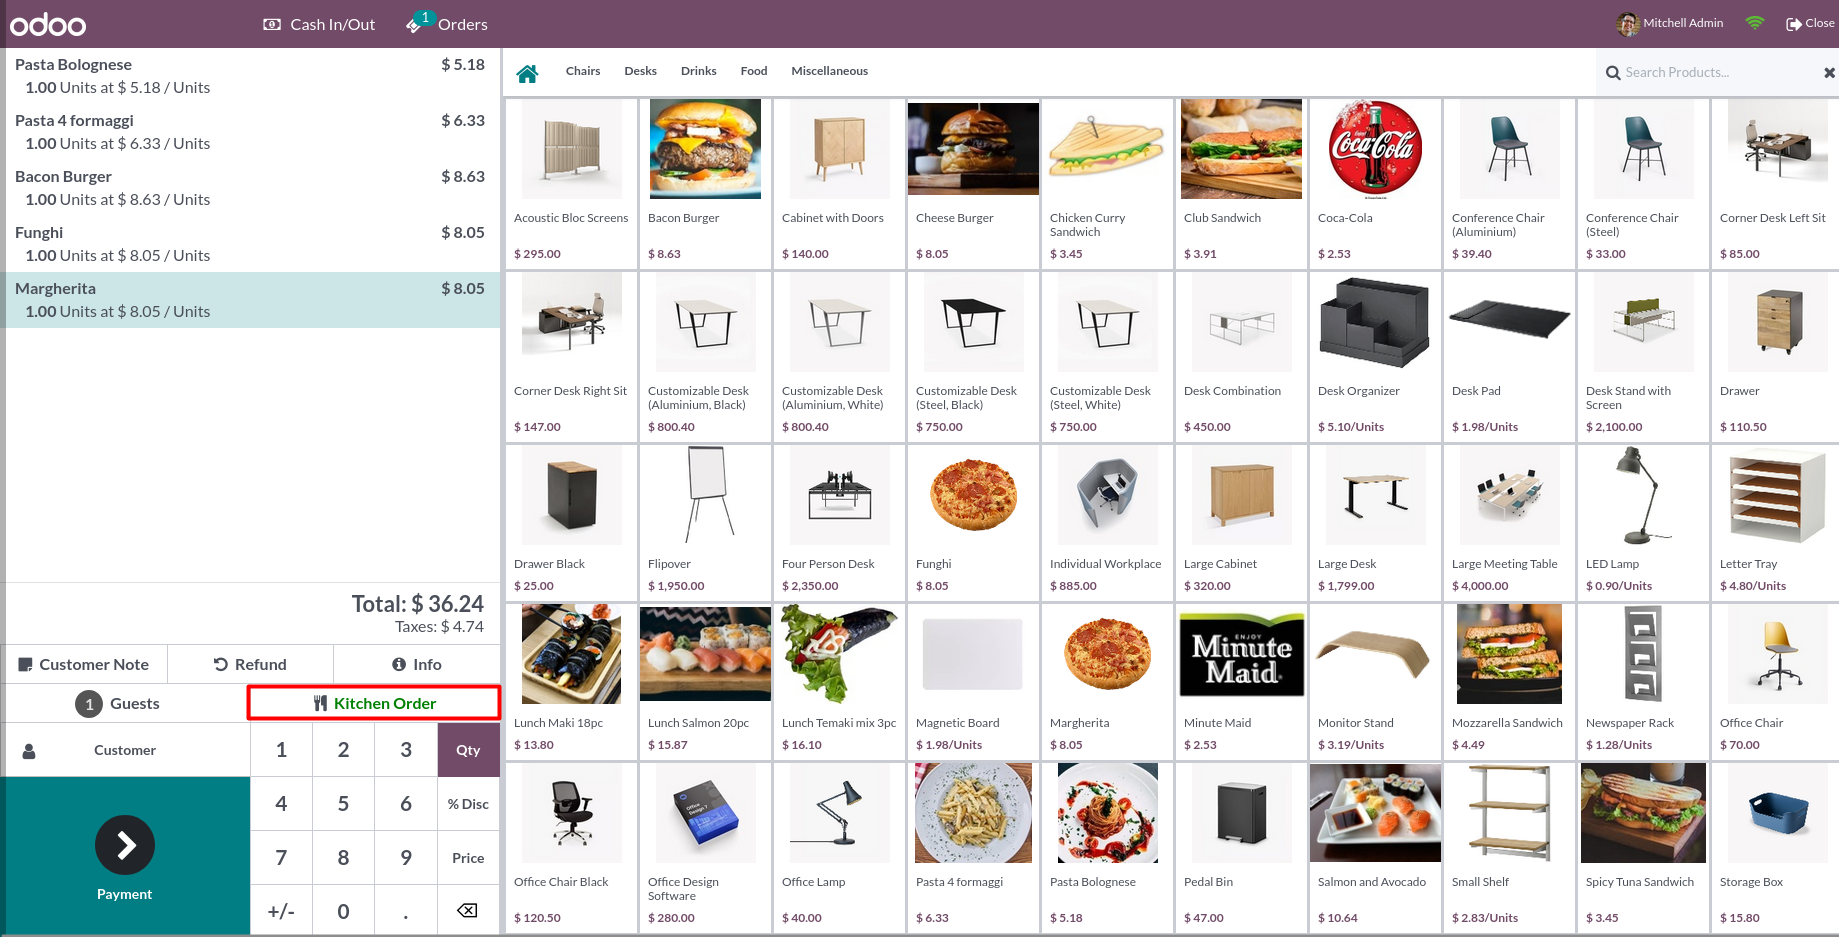 odoo
Cash In/Out
1
Orders
Mitchell Admin
Close
Pasta Bolognese $ 5.18
1.00 Units at $ 5.18 / Units
Pasta 4 formaggi $ 6.33
1.00 Units at $ 6.33 / Units
Bacon Burger $ 8.63
1.00 Units at $ 8.63 / Units
Funghi $ 8.05
1.00 Units at $ 8.05 / Units
Margherita $ 8.05
1.00 Units at $ 8.05 / Units
Total: $ 36.24
Taxes: $ 4.74
Customer Note Refund Info
1 Guests Kitchen Order
Customer 1 2 3 Qty
4 5 6 % Disc
7 8 9 Price
Payment
+/- 0 .
Chairs Desks Drinks Food Miscellaneous
Search Products...
ENJOY
Coca-Cola
Acoustic Bloc Screens
$ 295.00
Bacon Burger
$ 8.63
Cabinet with Doors
$ 140.00
Cheese Burger
$ 8.05
Chicken Curry
Sandwich
$ 3.45
Club Sandwich
$ 3.91
Coca-Cola
$ 2.53
Conference Chair
(Aluminium)
$ 39.40
Conference Chair
(Steel)
$ 33.00
Corner Desk Left Sit
$ 85.00
Corner Desk Right Sit
$ 147.00
Customizable Desk
(Aluminium, Black)
$ 800.40
Customizable Desk
(Aluminium, White)
$ 800.40
Customizable Desk
(Steel, Black)
$ 750.00
Customizable Desk
(Steel, White)
$ 750.00
Desk Combination
$ 450.00
Desk Organizer
$ 5.10/Units
Desk Pad
$ 1.98/Units
Desk Stand with
Screen
$ 2,100.00
Drawer
$ 110.50
Drawer Black
$ 25.00
Flipover
$ 1,950.00
Four Person Desk
$ 2,350.00
Funghi
$ 8.05
Individual Workplace
$ 885.00
Large Cabinet
$ 320.00
Large Desk
$ 1,799.00
Large Meeting Table
$ 4,000.00
LED Lamp
$ 0.90/Units
Letter Tray
$ 4.80/Units
Lunch Maki 18pc
$ 13.80
Lunch Salmon 20pc
$ 15.87
Lunch Temaki mix 3pc
$ 16.10
Magnetic Board
$ 1.98/Units
Margherita
$ 8.05
ENJOY
Minute
Maid
Minute Maid
$ 2.53
Monitor Stand
$ 3.19/Units
Mozzarella Sandwich
$ 4.49
Newspaper Rack
$ 1.28/Units
Office Chair
$ 70.00
Office Chair Black
$ 120.50
Office
Design 7
Office Design
Software
$ 280.00
Office Lamp
$ 40.00
Pasta 4 formaggi
$ 6.33
Pasta Bolognese
$ 5.18
Pedal Bin
$ 47.00
Salmon and Avocado
$ 10.64
Small Shelf
$ 2.83/Units
Spicy Tuna Sandwich
$ 3.45
Storage Box
$ 15.80